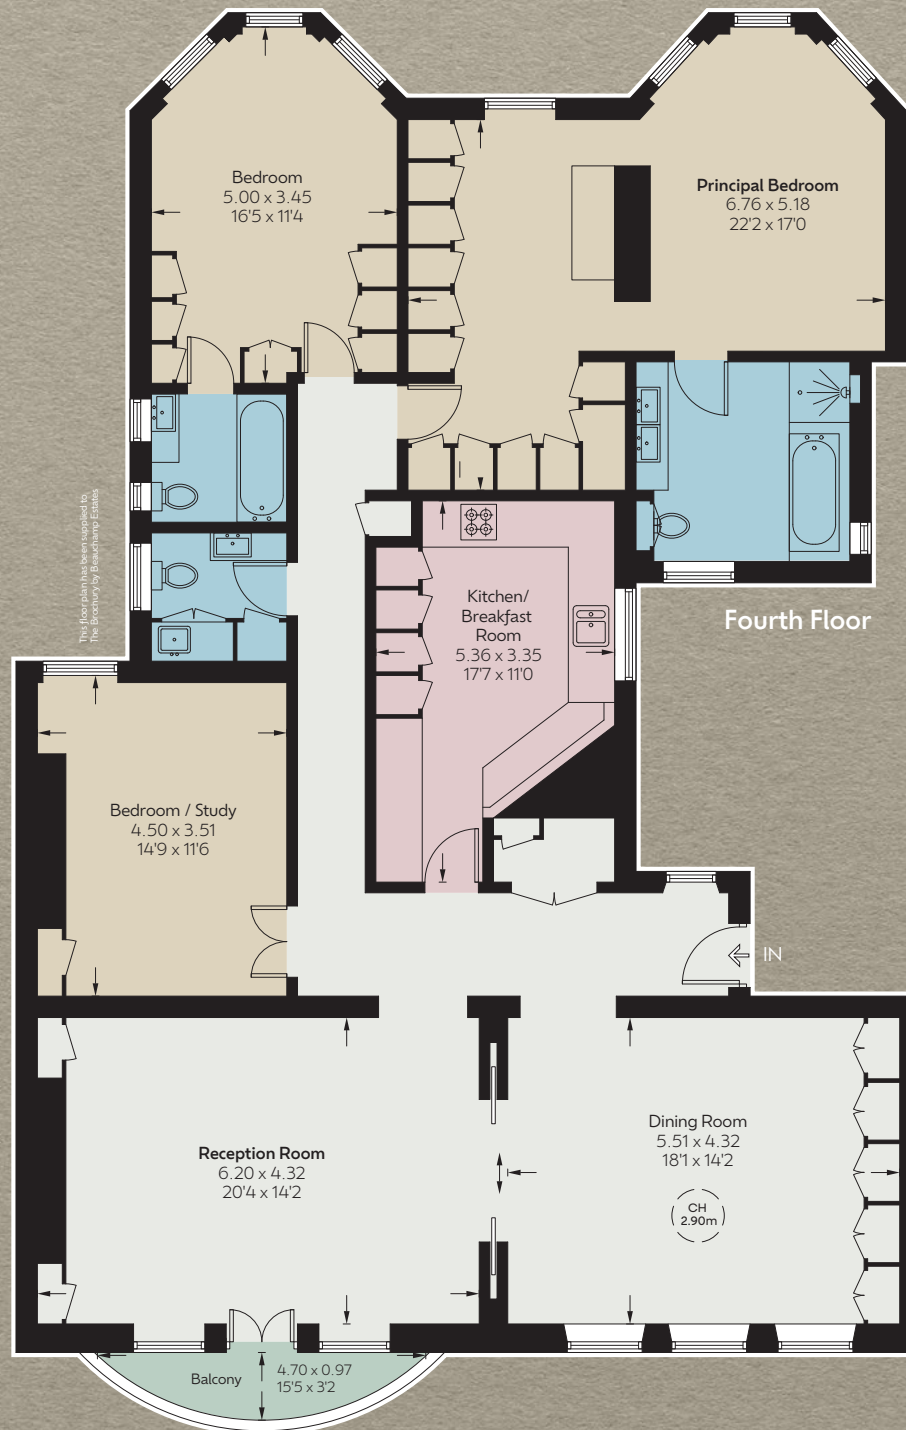 Bedroom
5.00 x 3.45
16'5 x 11'4
Principal Bedroom
6.76 x 5.18
22'2 x 17'0
This floor plan has been supplied to
The Brochury by Beauchamp Estates
Kitchen/
Breakfast
Room
5.36 x 3.35
17'7 x 11'0
Fourth Floor
Bedroom / Study
4.50 x 3.51
14'9 x 11'6
IN
Reception Room
6.20 x 4.32
20'4 x 14'2
Dining Room
5.51 x 4.32
18'1 x 14'2
CH
2.90m
Balcony
4.70 x 0.97
15'5 x 3'2